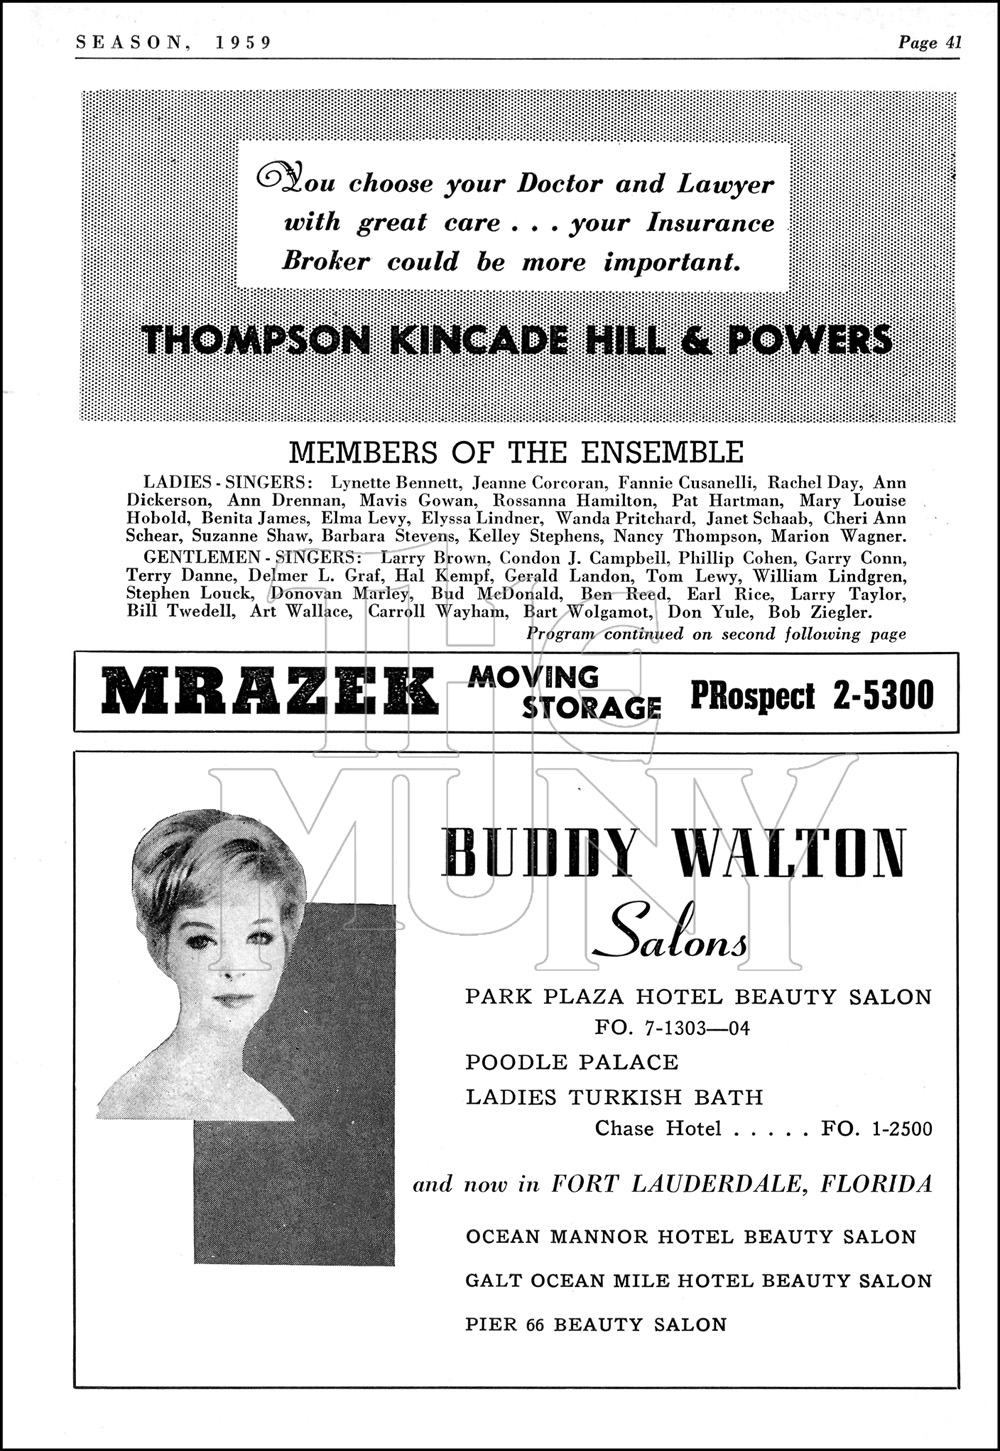 SEASON, 1959 Page 41
You choose your Doctor and Lawyer
with great care . . . your Insurance
Broker could be more important.
THOMPSON KINCADE HILL & POWERS
MEMBERS OF THE ENSEMBLE
LADIES - SINGERS: Lynette Bennett, Jeanne Corcoran, Fannie Cusanelli, Rachel Day, Ann
Dickerson, Ann Drennan, Mavis Gowan, Rossanna Hamilton, Pat Hartman, Mary Louise
Hobold, Benita James, Elma Levy, Elyssa Lindner, Wanda Pritchard, Janet Schaab, Cheri Ann
Schear, Suzanne Shaw, Barbara Stevens, Kelley Stephens, Nancy Thompson, Marion Wagner.
GENTLEMEN - SINGERS: Larry Brown, Condon J. Campbell, Phillip Cohen, Garry Conn,
Terry Danne, Delmer L. Graf, Hal Kempf, Gerald Landon, Tom Lewy, William Lindgren,
Stephen Louck, Donovan Marley, Bud McDonald, Ben Reed, Earl Rice, Larry Taylor,
Bill Twedell, Art Wallace, Carroll Wayham, Bart Wolgamot, Don Yule, Bob Ziegler.
Program continued on second following page
MRAZEK MOVING STORAGE PRospect 2-5300
THE
MUNY
BUDDY WALTON
Salons
PARK PLAZA HOTEL BEAUTY SALON
FO. 7-1303—04
POODLE PALACE
LADIES TURKISH BATH
Chase Hotel . . . . . FO. 1-2500
and now in FORT LAUDERDALE, FLORIDA
OCEAN MANNOR HOTEL BEAUTY SALON
GALT OCEAN MILE HOTEL BEAUTY SALON
PIER 66 BEAUTY SALON